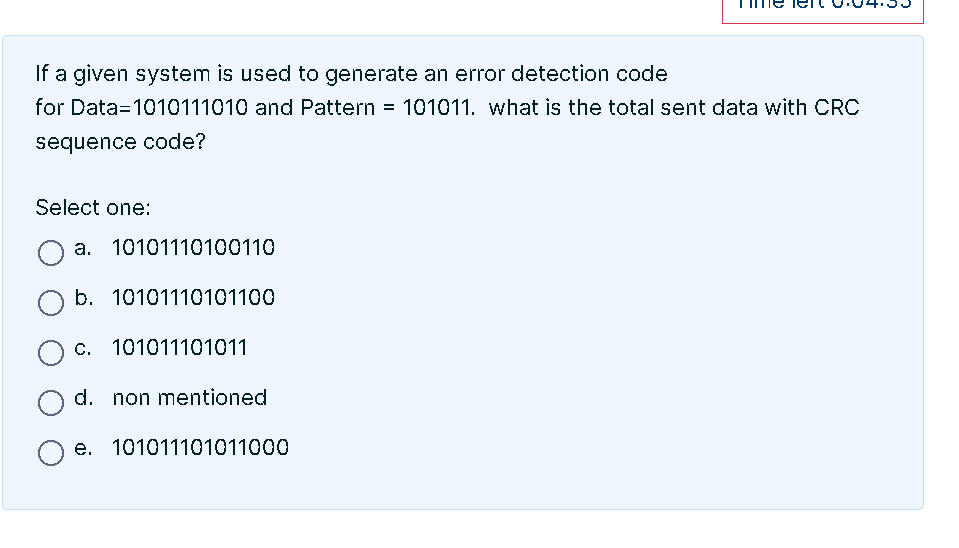 Time left 0:04:35
If a given system is used to generate an error detection code
for Data=1010111010 and Pattern = 101011.  what is the total sent data with CRC
sequence code?
Select one:
a. 10101110100110
b. 10101110101100
c. 101011101011
d. non mentioned
e. 101011101011000